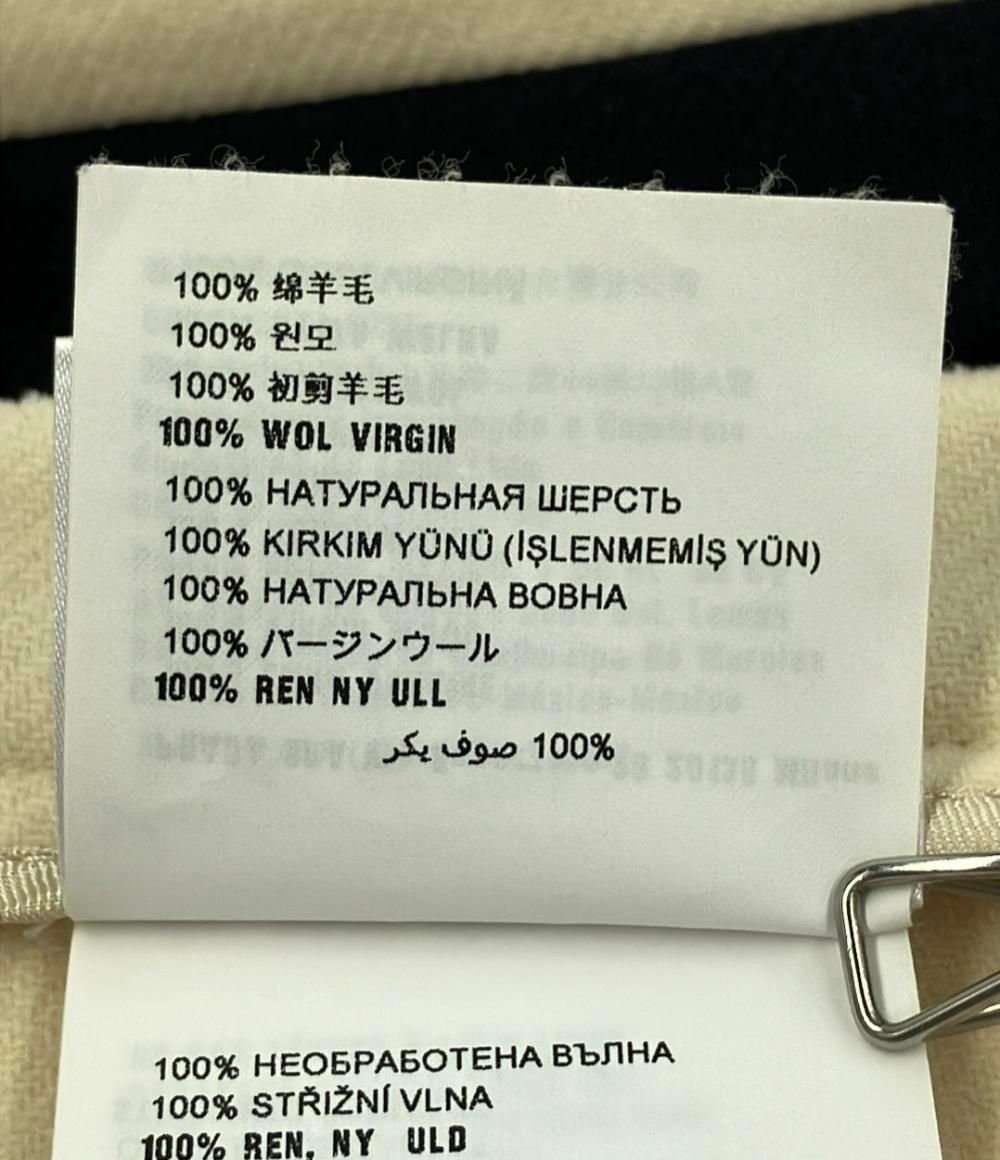 100% 绵羊毛
100% 원모
100% 初剪羊毛
100% WOL VIRGIN
100% НАТУРАЛЬНАЯ ШЕРСТЬ
100% KIRKIM YÜNÜ (İŞLENMEMİŞ YÜN)
100% НАТУРАЛЬНА ВОВНА
100% バージンウール
100% REN NY ULL
100% صوف يكر
100% НЕОБРАБОТЕНА ВЪЛНА
100% STŘIŽNÍ VLNA
100% REN, NY ULD